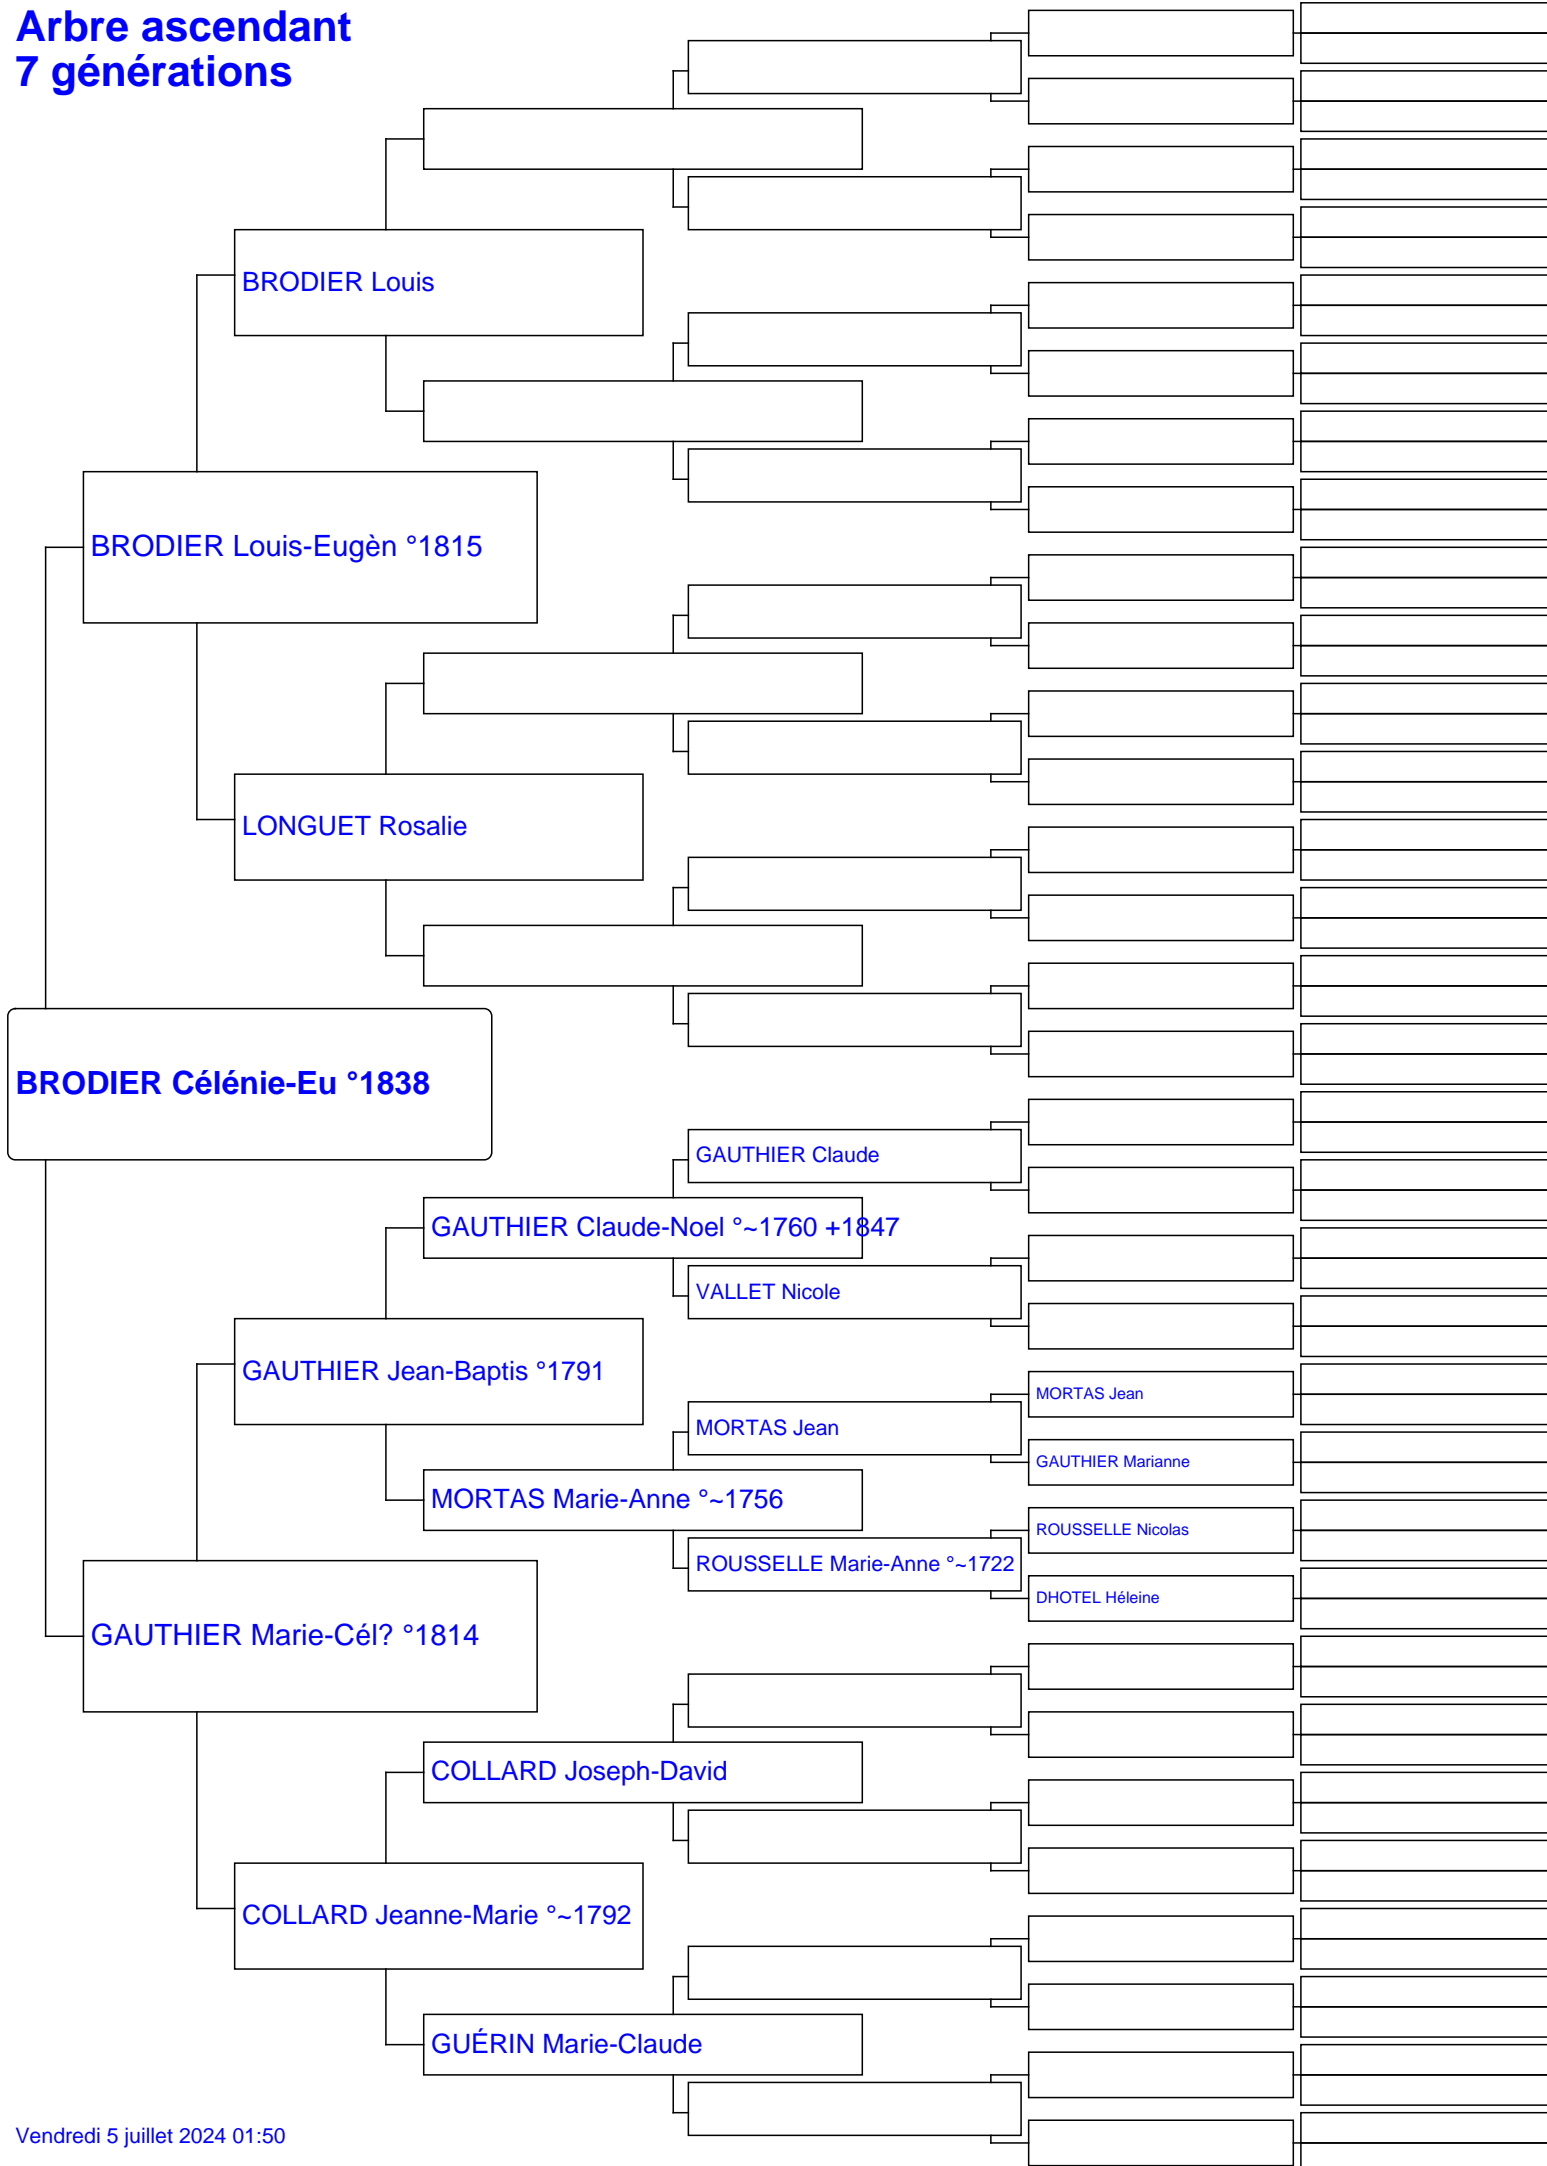 Arbre ascendant
7 générations
BRODIER Louis
BRODIER Louis-Eugèn °1815
LONGUET Rosalie
BRODIER Célénie-Eu °1838
GAUTHIER Claude
GAUTHIER Claude-Noel °~1760 +1847
VALLET Nicole
GAUTHIER Jean-Baptis °1791
MORTAS Jean
MORTAS Jean
GAUTHIER Marianne
MORTAS Marie-Anne °~1756
ROUSSELLE Nicolas
ROUSSELLE Marie-Anne °~1722
DHOTEL Héleine
GAUTHIER Marie-Cél? °1814
COLLARD Joseph-David
COLLARD Jeanne-Marie °~1792
GUÉRIN Marie-Claude
Vendredi 5 juillet 2024 01:50